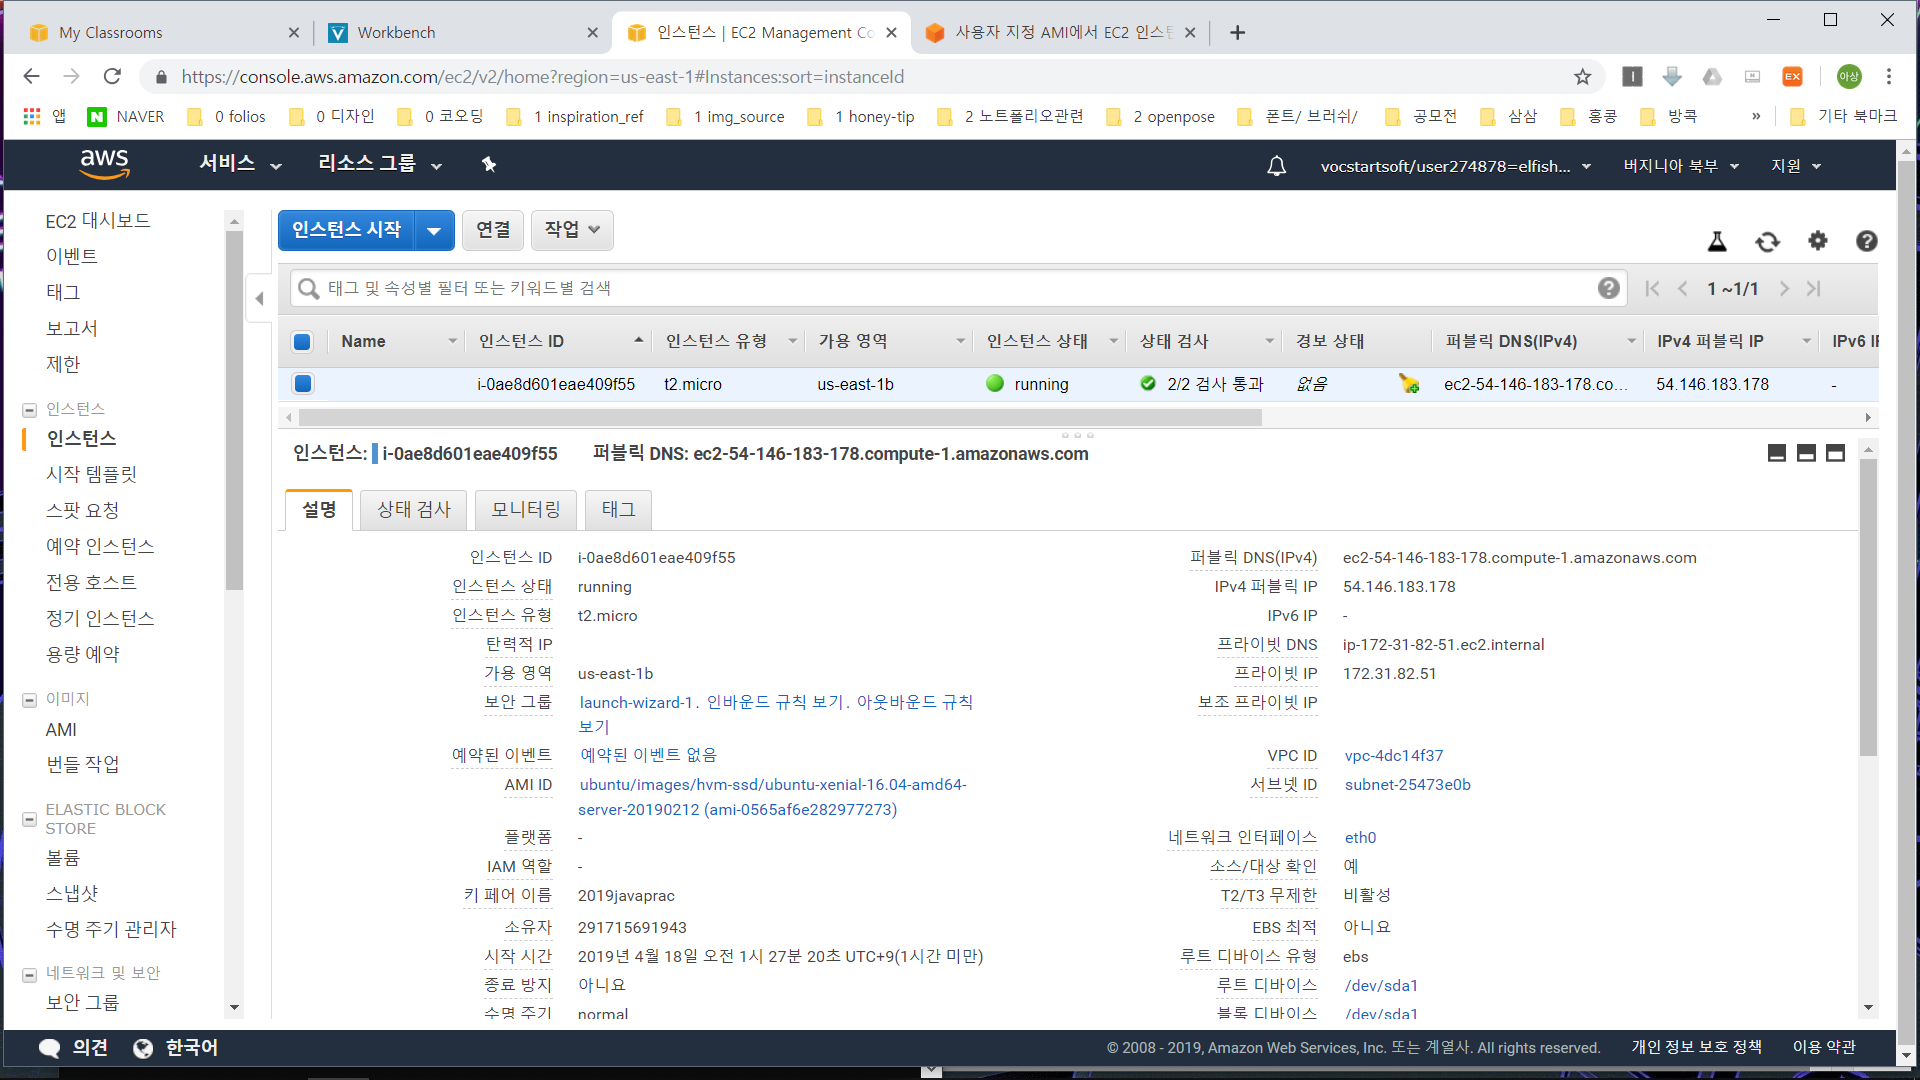 My Classrooms
Workbench
인스턴스 | EC2 Management Co
사용자 지정 AMI에서 EC2 인스턴
https://console.aws.amazon.com/ec2/v2/home?region=us-east-1#Instances:sort=instanceId
EX
아상
앱
NAVER
0 folios
0 디자인
0 코오딩
1 inspiration_ref
1 img_source
1 honey-tip
2 노트폴리오관련
2 openpose
폰트/ 브러쉬/
공모전
삼삼
홍콩
방콕
»
기타 북마크
aws
서비스
리소스 그룹
vocstartsoft/user274878=elfish...
버지니아 북부
지원
EC2 대시보드
이벤트
태그
보고서
제한
인스턴스
인스턴스
시작 템플릿
스팟 요청
예약 인스턴스
전용 호스트
정기 인스턴스
용량 예약
이미지
AMI
번들 작업
ELASTIC BLOCK
STORE
볼륨
스냅샷
수명 주기 관리자
네트워크 및 보안
보안 그룹
인스턴스 시작
연결
작업
태그 및 속성별 필터 또는 키워드별 검색
1 ~1/1
Name
인스턴스 ID
인스턴스 유형
가용 영역
인스턴스 상태
상태 검사
경보 상태
퍼블릭 DNS(IPv4)
IPv4 퍼블릭 IP
IPv6 IP
i-0ae8d601eae409f55
t2.micro
us-east-1b
running
2/2 검사 통과
없음
ec2-54-146-183-178.co...
54.146.183.178
-
인스턴스: i-0ae8d601eae409f55
퍼블릭 DNS: ec2-54-146-183-178.compute-1.amazonaws.com
설명
상태 검사
모니터링
태그
인스턴스 ID i-0ae8d601eae409f55
인스턴스 상태 running
인스턴스 유형 t2.micro
탄력적 IP
가용 영역 us-east-1b
보안 그룹 launch-wizard-1. 인바운드 규칙 보기. 아웃바운드 규칙
보기
예약된 이벤트 예약된 이벤트 없음
AMI ID ubuntu/images/hvm-ssd/ubuntu-xenial-16.04-amd64-
server-20190212 (ami-0565af6e282977273)
플랫폼 -
IAM 역할 -
키 페어 이름 2019javaprac
소유자 291715691943
시작 시간 2019년 4월 18일 오전 1시 27분 20초 UTC+9(1시간 미만)
종료 방지 아니요
수명 주기 normal
퍼블릭 DNS(IPv4) ec2-54-146-183-178.compute-1.amazonaws.com
IPv4 퍼블릭 IP 54.146.183.178
IPv6 IP -
프라이빗 DNS ip-172-31-82-51.ec2.internal
프라이빗 IP 172.31.82.51
보조 프라이빗 IP
VPC ID vpc-4dc14f37
서브넷 ID subnet-25473e0b
네트워크 인터페이스 eth0
소스/대상 확인 예
T2/T3 무제한 비활성
EBS 최적 아니요
루트 디바이스 유형 ebs
루트 디바이스 /dev/sda1
블록 디바이스 /dev/sda1
의견
한국어
© 2008 - 2019, Amazon Web Services, Inc. 또는 계열사. All rights reserved.
개인 정보 보호 정책
이용 약관